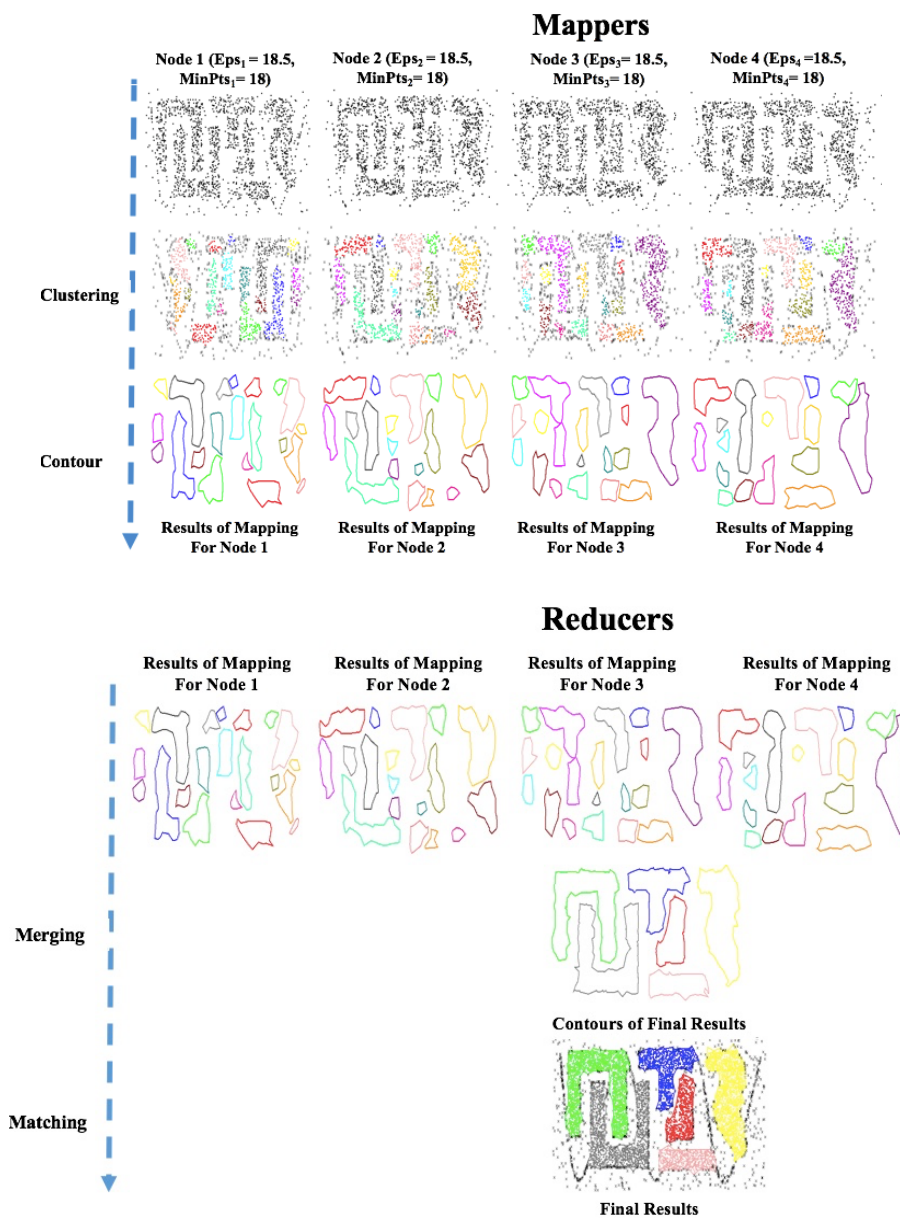 Mappers
Node 1 (Eps₁ = 18.5,
MinPts₁= 18)
Node 2 (Eps₂ = 18.5,
MinPts₂= 18)
Node 3 (Eps₃= 18.5,
MinPts₃= 18)
Node 4 (Eps₄ =18.5,
MinPts₄= 18)
Clustering
Contour
Results of Mapping
For Node 1
Results of Mapping
For Node 2
Results of Mapping
For Node 3
Results of Mapping
For Node 4
Reducers
Results of Mapping
For Node 1
Results of Mapping
For Node 2
Results of Mapping
For Node 3
Results of Mapping
For Node 4
Merging
Contours of Final Results
Matching
Final Results